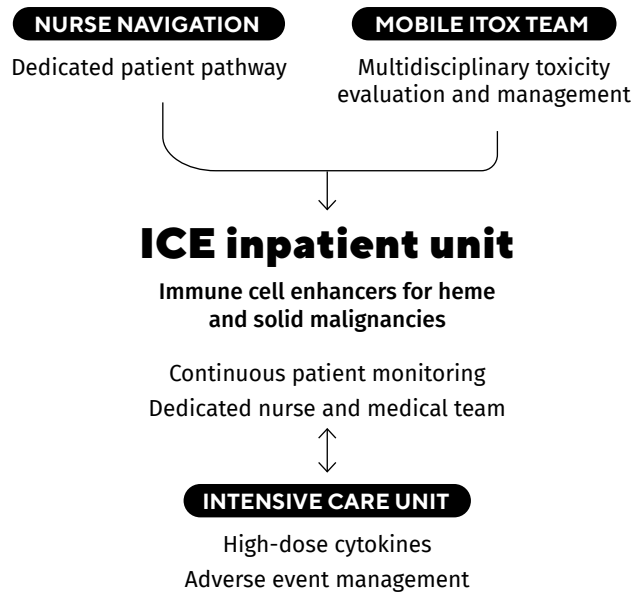 NURSE NAVIGATION
Dedicated patient pathway
MOBILE ITOX TEAM
Multidisciplinary toxicity
evaluation and management
ICE inpatient unit
Immune cell enhancers for heme
and solid malignancies
Continuous patient monitoring
Dedicated nurse and medical team
INTENSIVE CARE UNIT
High-dose cytokines
Adverse event management